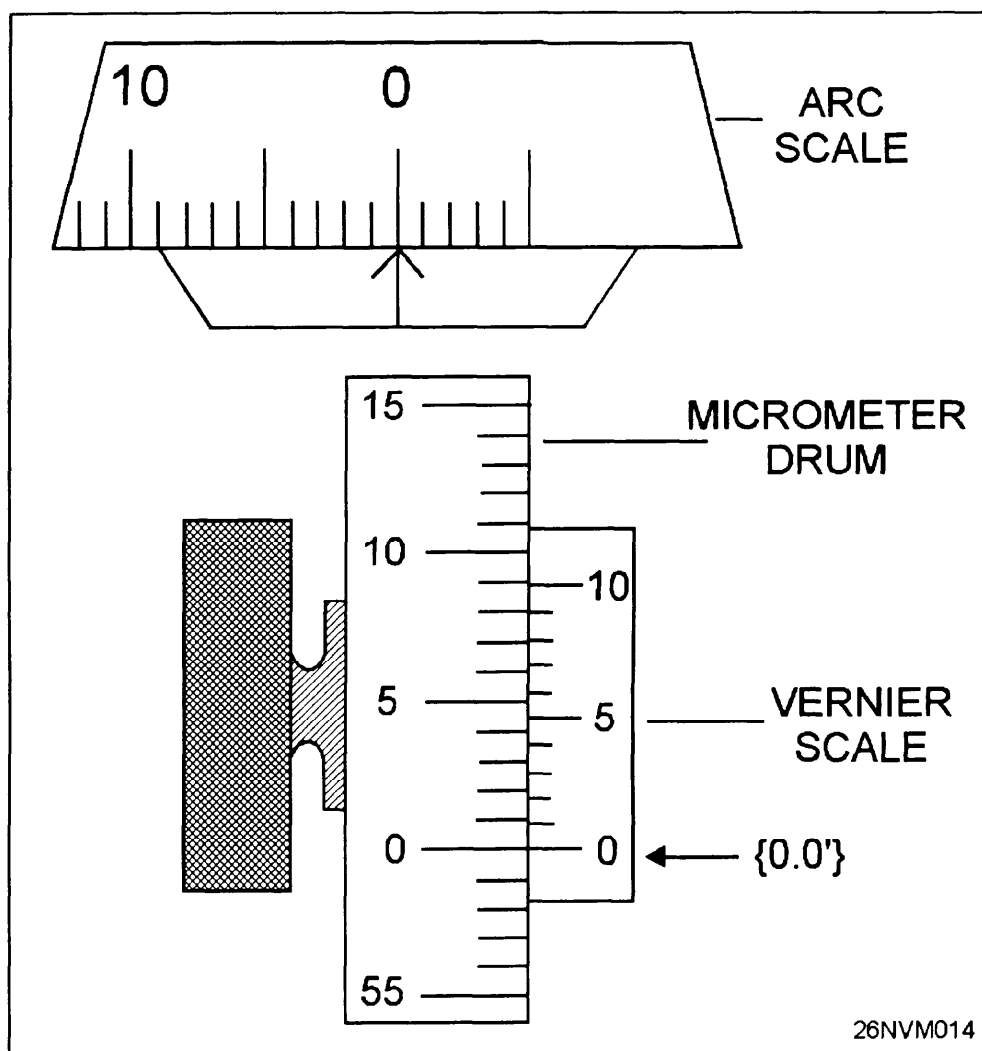 10 0
ARC
SCALE
15
MICROMETER
DRUM
10
10
5
5
VERNIER
SCALE
0
0
{0.0'}
55
26NVM014